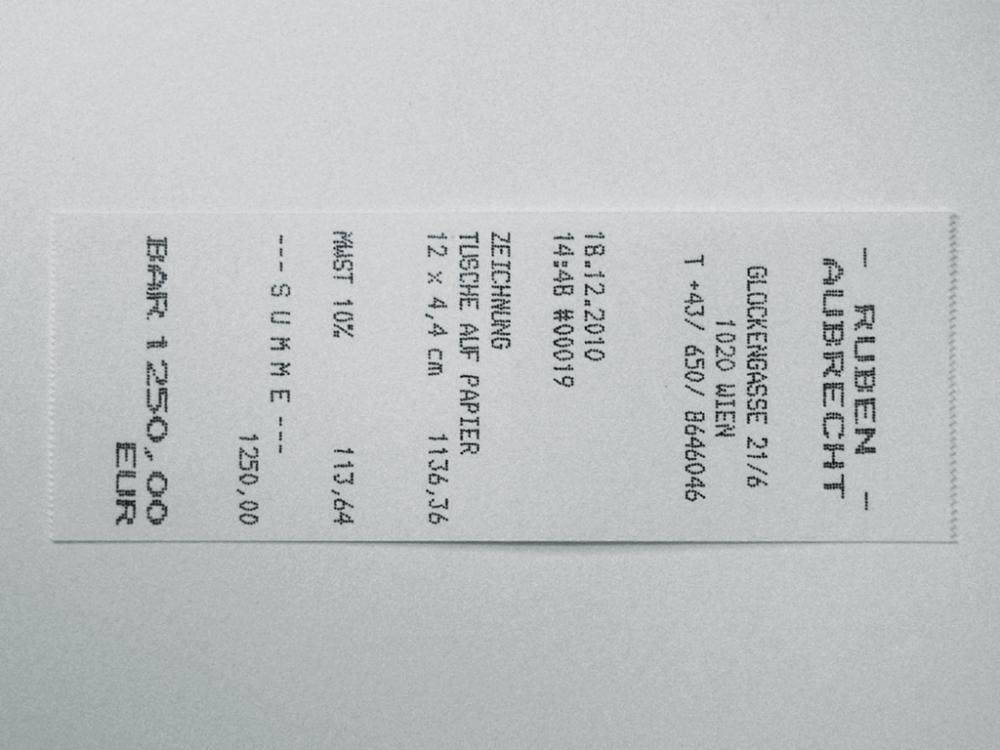 - RUBEN -
AUBRECHT
GLOCKENGASSE 21/6
1020 WIEN
T +43/ 650/ 8646046
18.12.2010
14:48 #00019
ZEICHNUNG
TUSCHE AUF PAPIER
12 x 4,4 cm 1136,36
MWST 10% 113,64
--- S U M M E ---
1250,00
BAR 1250,00
EUR